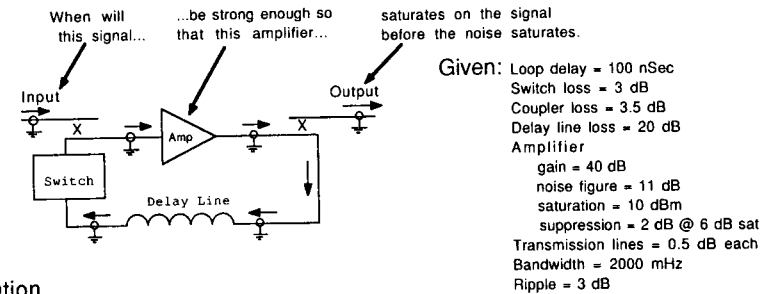 When will
this signal...
...be strong enough so
that this amplifier...
saturates on the signal
before the noise saturates.
Input
X
Amp
X
Output
Switch
Delay Line
Given: Loop delay = 100 nSec
Switch loss = 3 dB
Coupler loss = 3.5 dB
Delay line loss = 20 dB
Amplifier
gain = 40 dB
noise figure = 11 dB
saturation = 10 dBm
suppression = 2 dB @ 6 dB sat
Transmission lines = 0.5 dB each
Bandwidth = 2000 mHz
Ripple = 3 dB